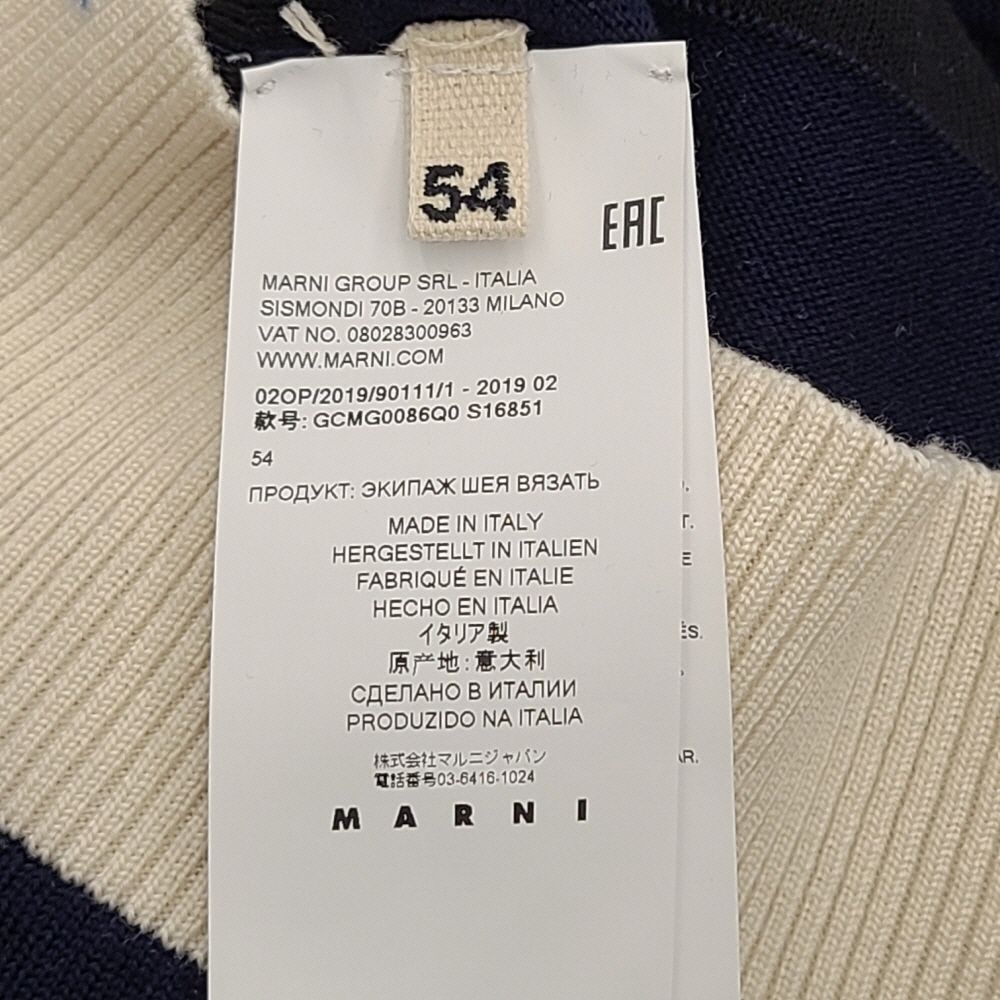 54
EAC
MARNI GROUP SRL - ITALIA
SISMONDI 70B - 20133 MILANO
VAT NO. 08028300963
WWW.MARNI.COM
02OP/2019/90111/1 - 2019 02
款号: GCMG0086Q0 S16851
54
ПРОДУКТ: ЭКИПАЖ ШЕЯ ВЯЗАТЬ
MADE IN ITALY
HERGESTELLT IN ITALIEN
FABRIQUÉ EN ITALIE
HECHO EN ITALIA
イタリア製
原产地: 意大利
СДЕЛАНО В ИТАЛИИ
PRODUZIDO NA ITALIA
株式会社マルニジャパン
電話番号03-6416-1024
MARNI